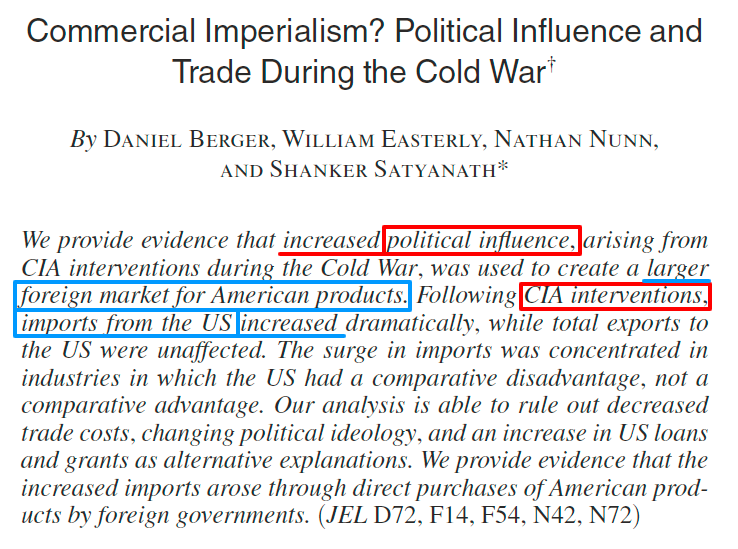 Commercial Imperialism? Political Influence and
Trade During the Cold War†
By Daniel Berger, William Easterly, Nathan Nunn,
and Shanker Satyanath*
We provide evidence that increased political influence, arising from
CIA interventions during the Cold War, was used to create a larger
foreign market for American products. Following CIA interventions,
imports from the US increased dramatically, while total exports to
the US were unaffected. The surge in imports was concentrated in
industries in which the US had a comparative disadvantage, not a
comparative advantage. Our analysis is able to rule out decreased
trade costs, changing political ideology, and an increase in US loans
and grants as alternative explanations. We provide evidence that the
increased imports arose through direct purchases of American prod-
ucts by foreign governments. (JEL D72, F14, F54, N42, N72)